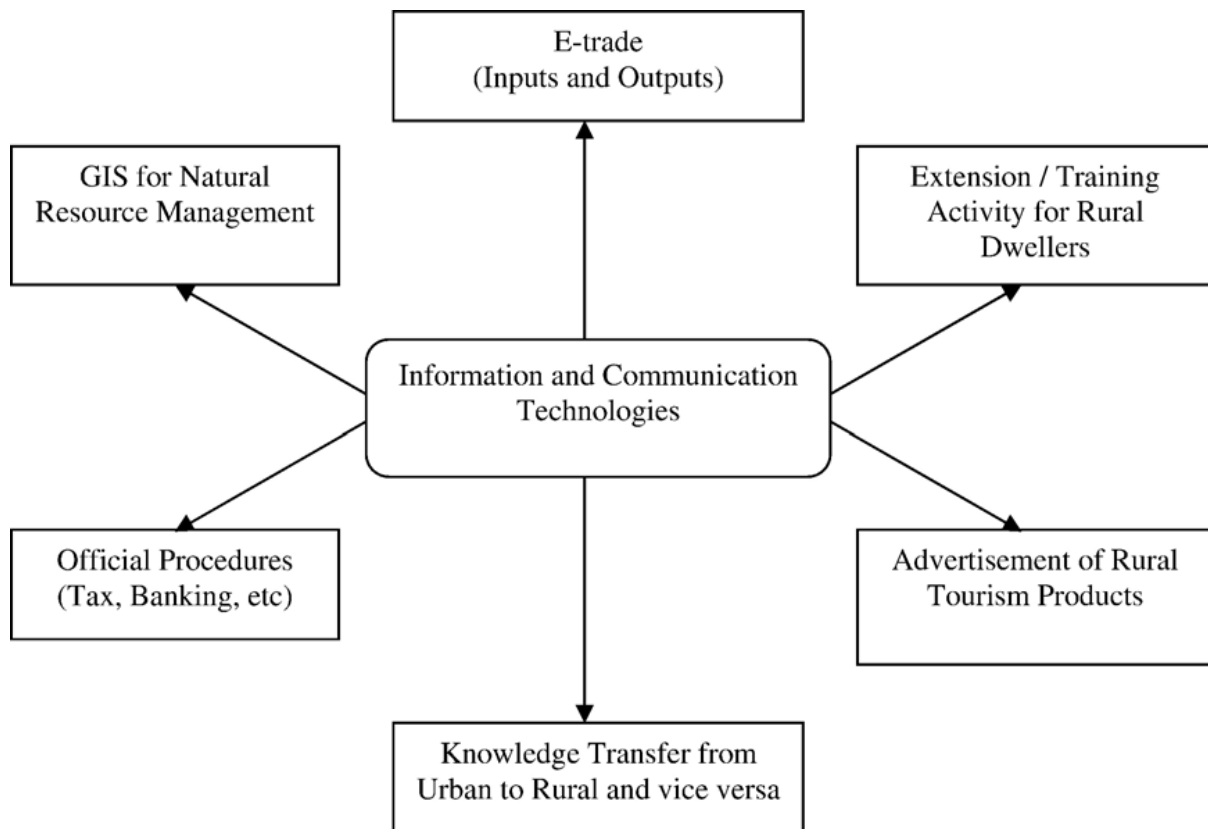 E-trade
(Inputs and Outputs)
GIS for Natural
Resource Management
Extension / Training
Activity for Rural
Dwellers
Information and Communication
Technologies
Official Procedures
(Tax, Banking, etc)
Advertisement of Rural
Tourism Products
Knowledge Transfer from
Urban to Rural and vice versa